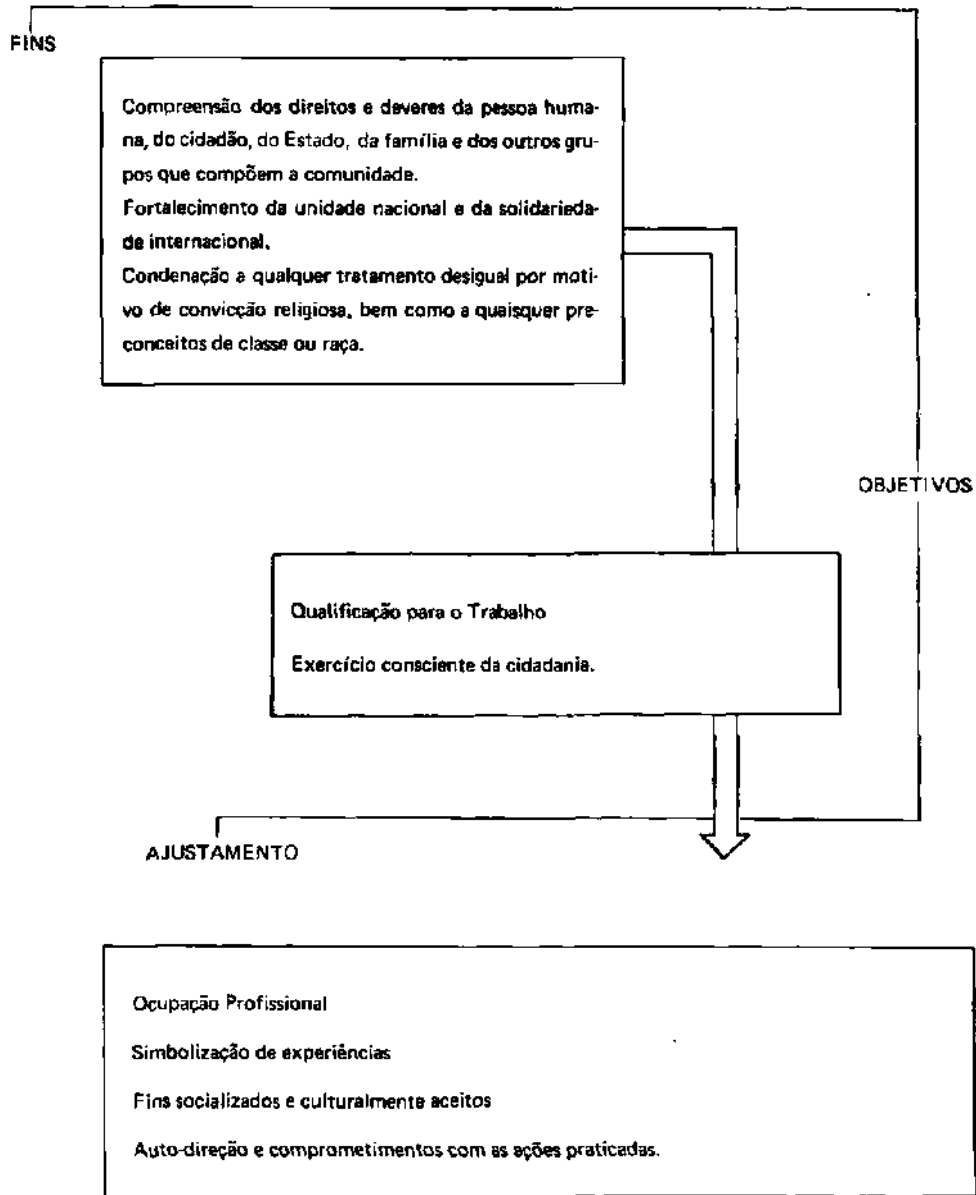 FINS
Compreensão dos direitos e deveres da pessoa huma-
na, do cidadão, do Estado, da família e dos outros gru-
pos que compõem a comunidade.
Fortalecimento da unidade nacional e da solidarieda-
de internacional.
Condenação a qualquer tratamento desigual por moti-
vo de convicção religiosa, bem como a quaisquer pre-
conceitos de classe ou raça.
OBJETIVOS
Qualificação para o Trabalho
Exercício consciente da cidadania.
AJUSTAMENTO
Ocupação Profissional
Simbolização de experiências
Fins socializados e culturalmente aceitos
Auto-direção e comprometimentos com as ações praticadas.